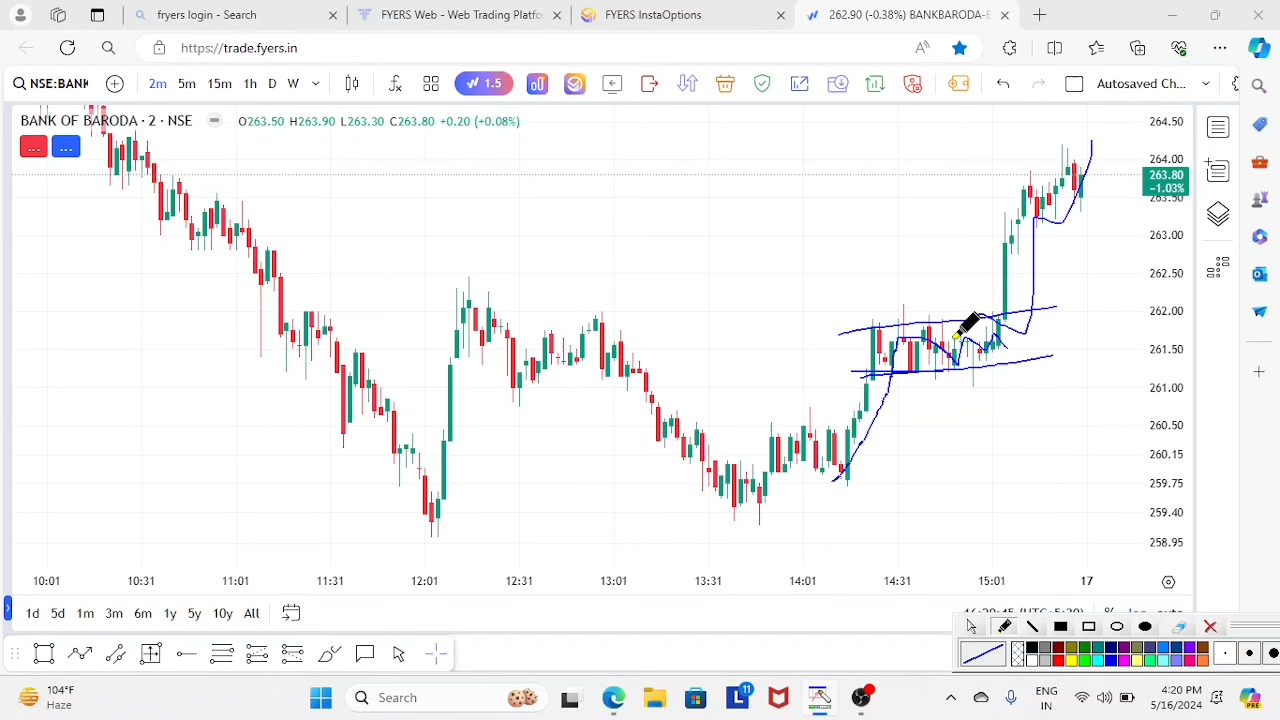 fryers login - Search
FYERS Web - Web Trading Platfo
FYERS InstaOptions
262.90 (-0.38%) BANKBARODA-E
https://trade.fyers.in
NSE:BANK
2m 5m 15m 1h D W
1.5
Autosaved Ch...
BANK OF BARODA · 2 · NSE
O263.50 H263.90 L263.30 C263.80 +0.20 (+0.08%)
264.50
264.00
263.80
−1.03%
263.50
263.00
262.50
262.00
261.50
261.00
260.50
260.15
259.75
259.40
258.95
10:01 10:31 11:01 11:31 12:01 12:31 13:01 13:31 14:01 14:31 15:01 17
1d 5d 1m 3m 6m 1y 5y 10y All
%
104°F
Haze
Search
11
ENG
IN
4:20 PM
5/16/2024
PRE